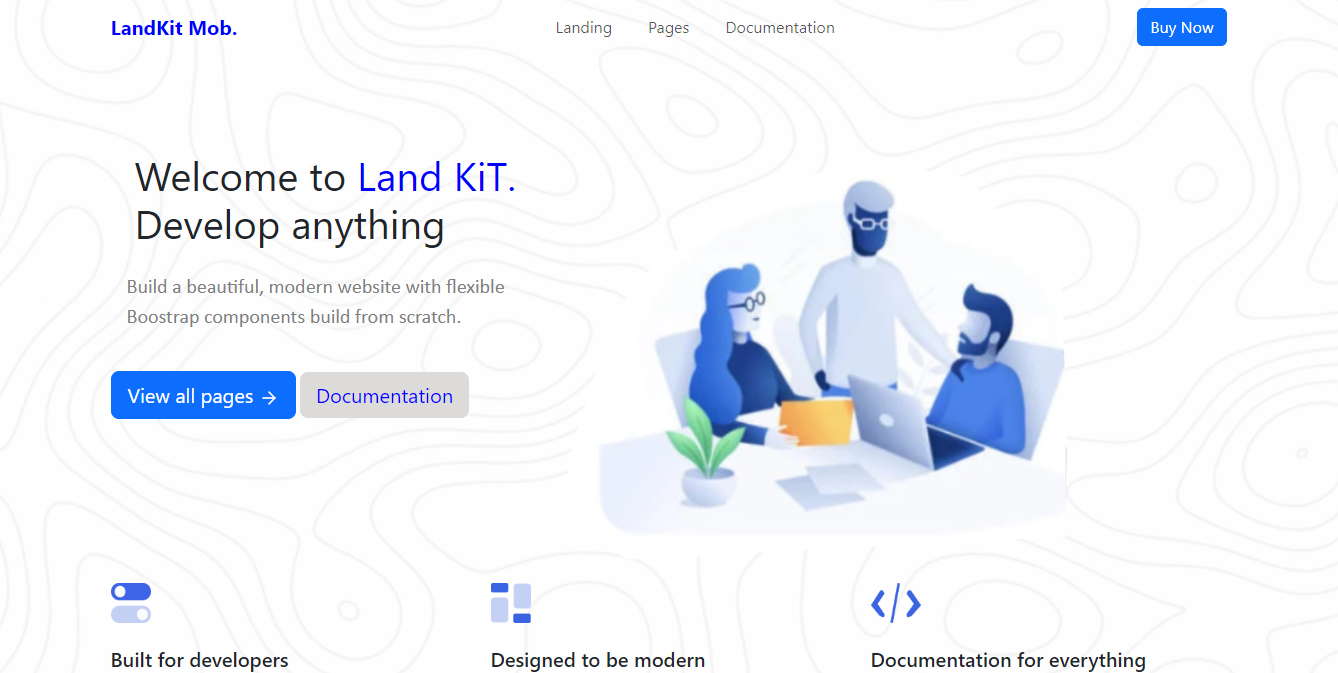 LandKit Mob.
Landing
Pages
Documentation
Buy Now
Welcome to Land KiT.
Develop anything
Build a beautiful, modern website with flexible
Boostrap components build from scratch.
View all pages →
Documentation
Built for developers
Designed to be modern
Documentation for everything